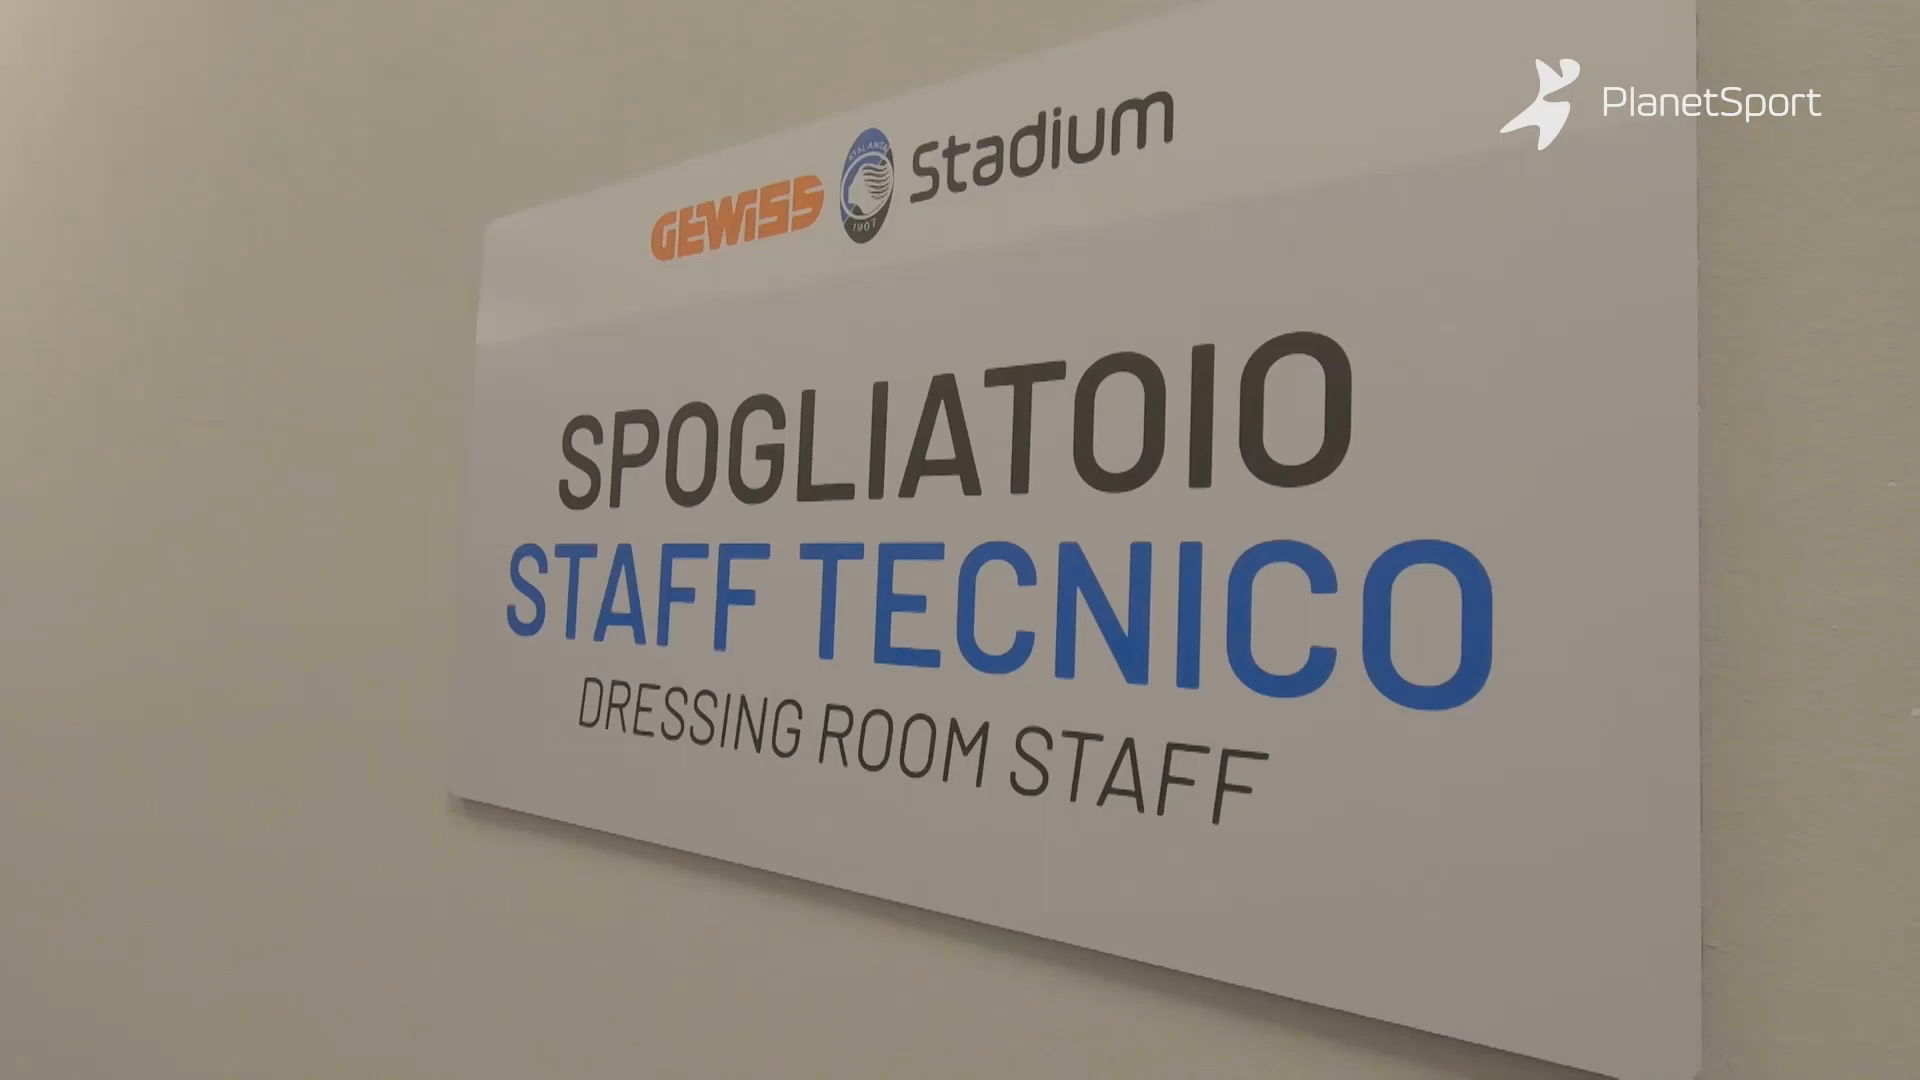 PlanetSport
GEWISS ATALANTA 1907 Stadium
SPOGLIATOIO
STAFF TECNICO
DRESSING ROOM STAFF